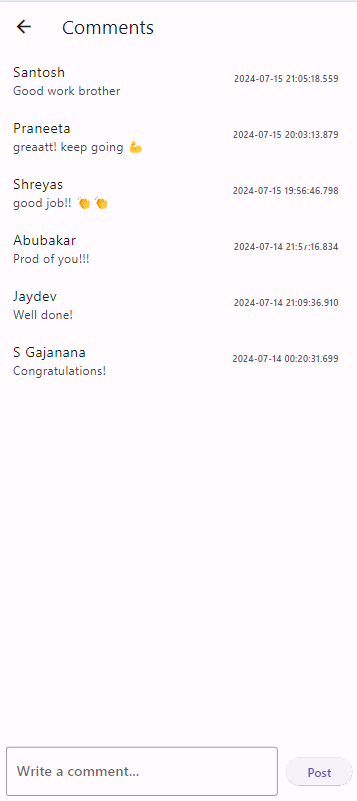 Comments
Santosh
2024-07-15 21:05:18.559
Good work brother
Praneeta
2024-07-15 20:03:13.879
greaatt! keep going 💪
Shreyas
2024-07-15 19:56:46.798
good job!! 👏 👏
Abubakar
2024-07-14 21:57:16.834
Prod of you!!!
Jaydev
2024-07-14 21:09:36.910
Well done!
S Gajanana
2024-07-14 00:20:31.699
Congratulations!
Write a comment...
Post